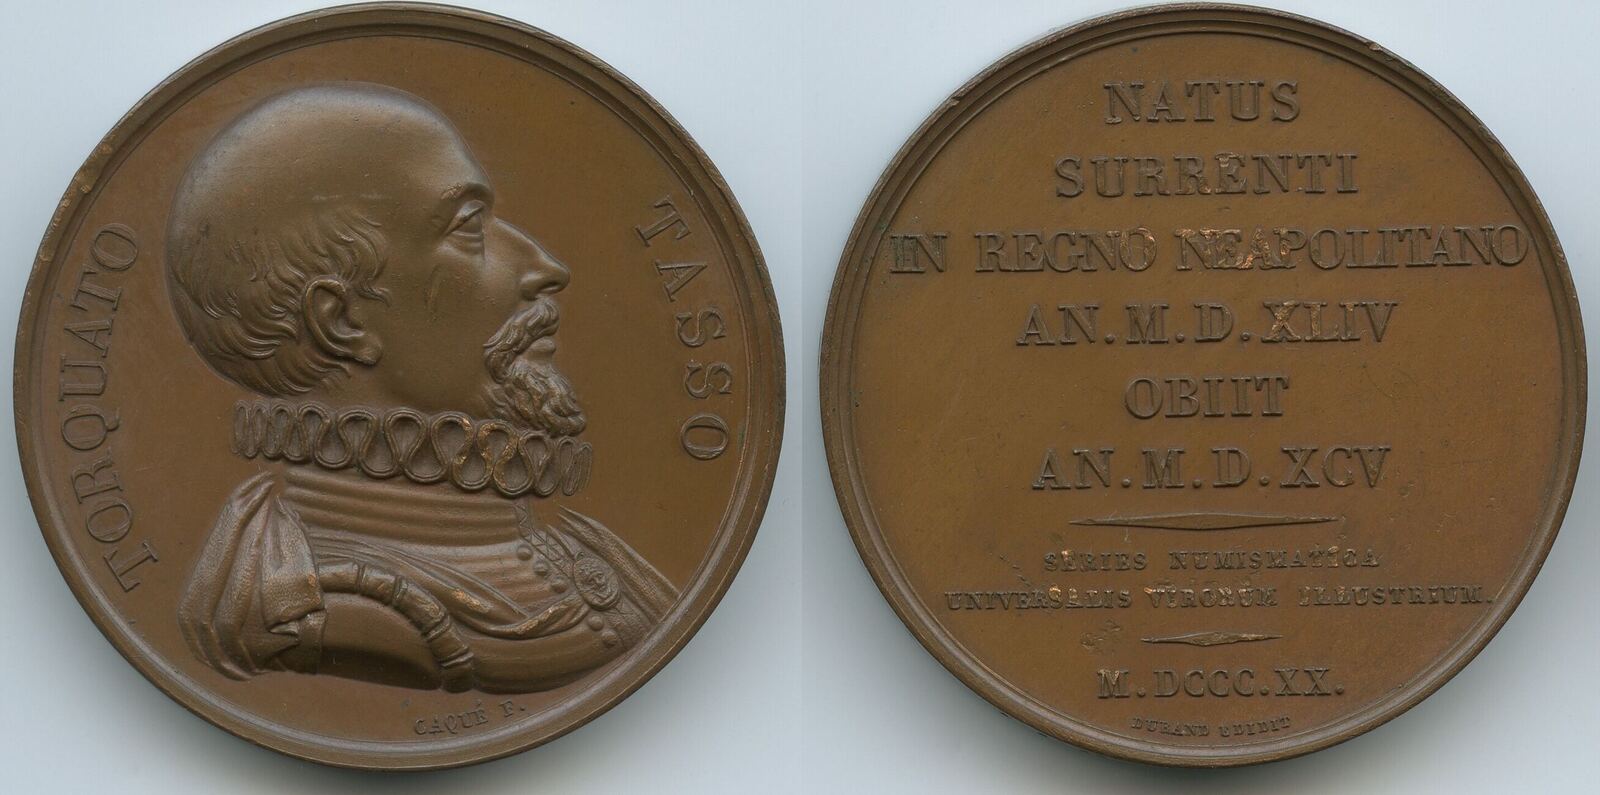 TORQUATO
TASSO
CAQUÉ F.
NATUS
SURRENTI
IN REGNO NEAPOLITANO
AN. M. D. XLIV
OBIIT
AN. M. D. XCV
SERIES NUMISMATICA
UNIVERSALIS VIRORUM ILLUSTRIUM.
M. DCCC. XX.
DURAND EDIDIT